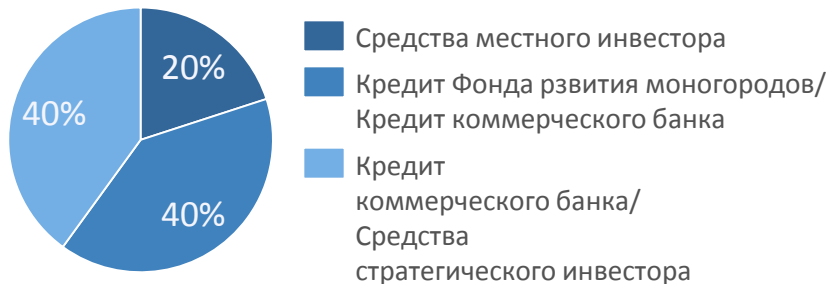 20%
40%
40%
Средства местного инвестора
Кредит Фонда рзвития моногородов/
Кредит коммерческого банка
Кредит
коммерческого банка/
Средства
стратегического инвестора